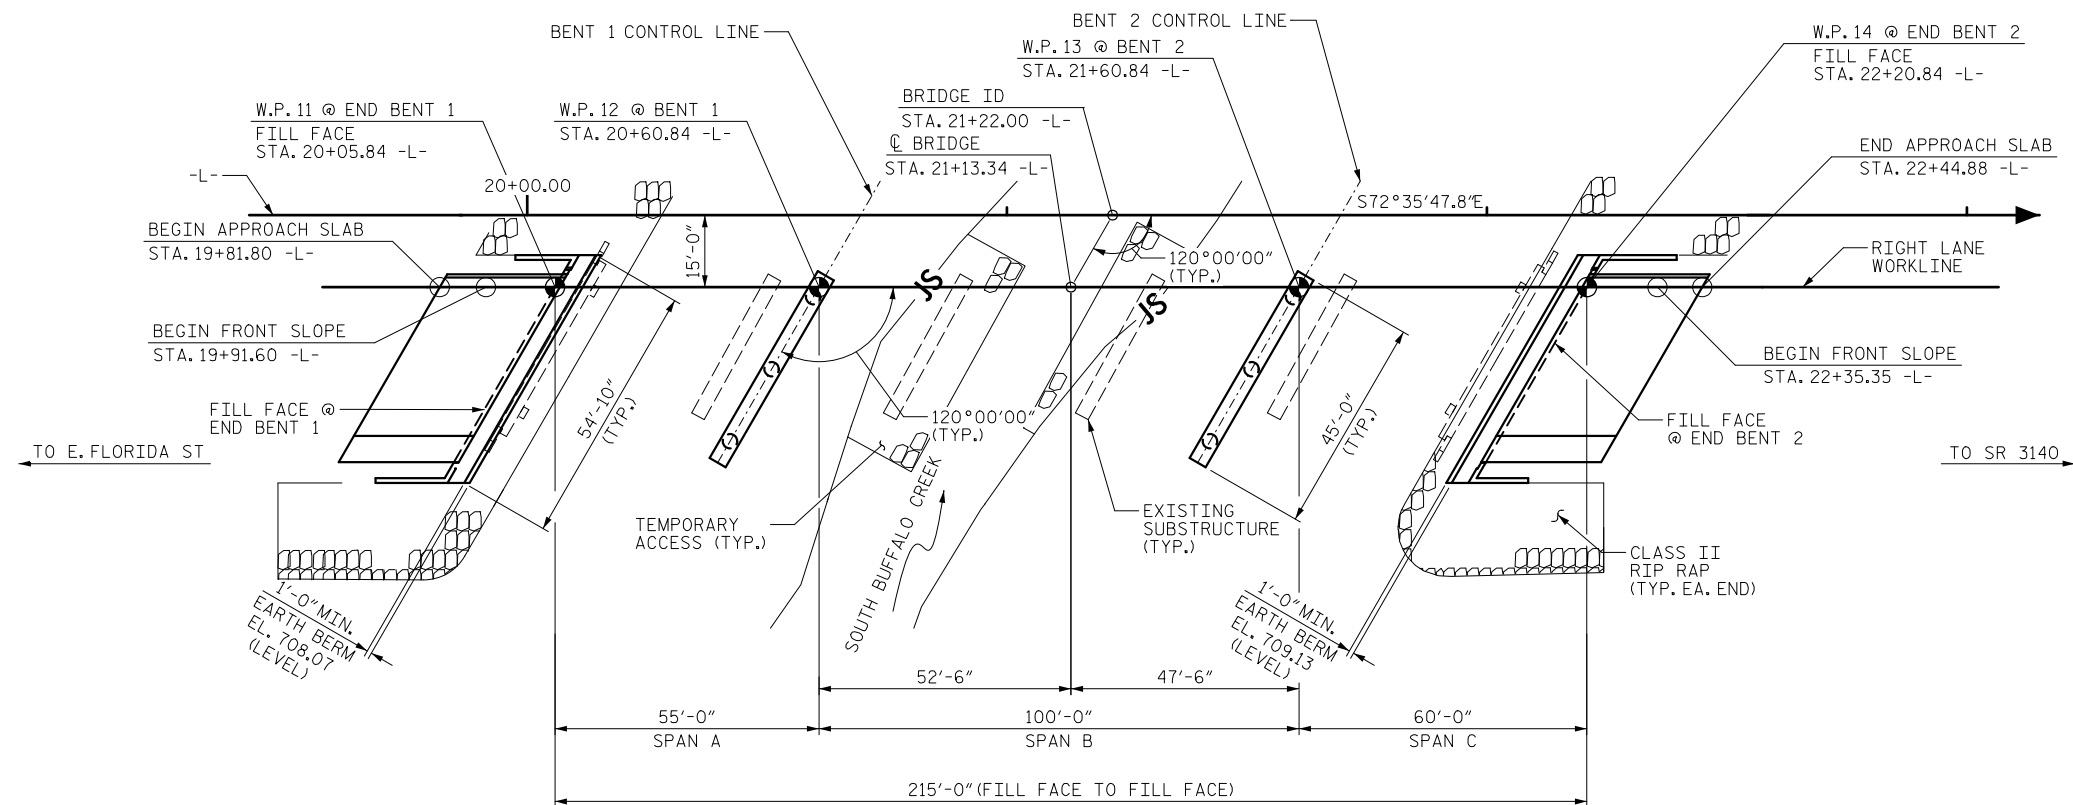 BENT 1 CONTROL LINE
BENT 2 CONTROL LINE
W.P. 13 @ BENT 2
STA. 21+60.84 -L-
W.P. 14 @ END BENT 2
FILL FACE
STA. 22+20.84 -L-
W.P. 11 @ END BENT 1
FILL FACE
STA. 20+05.84 -L-
W.P. 12 @ BENT 1
STA. 20+60.84 -L-
BRIDGE ID
STA. 21+22.00 -L-
℄ BRIDGE
STA. 21+13.34 -L-
END APPROACH SLAB
STA. 22+44.88 -L-
-L-
20+00.00
S72°35'47.8"E
BEGIN APPROACH SLAB
STA. 19+81.80 -L-
15'-0"
120°00'00"
(TYP.)
RIGHT LANE
WORKLINE
JS
JS
BEGIN FRONT SLOPE
STA. 19+91.60 -L-
BEGIN FRONT SLOPE
STA. 22+35.35 -L-
FILL FACE @
END BENT 1
54'-10"
(TYP.)
120°00'00"
(TYP.)
45'-0"
(TYP.)
FILL FACE
@ END BENT 2
TO E. FLORIDA ST
TO SR 3140
TEMPORARY
ACCESS (TYP.)
SOUTH BUFFALO CREEK
EXISTING
SUBSTRUCTURE
(TYP.)
CLASS II
RIP RAP
(TYP. EA. END)
1'-0" MIN.
EARTH BERM
EL. 708.07
(LEVEL)
1'-0" MIN.
EARTH BERM
EL. 709.13
(LEVEL)
52'-6"
47'-6"
55'-0"
SPAN A
100'-0"
SPAN B
60'-0"
SPAN C
215'-0" (FILL FACE TO FILL FACE)